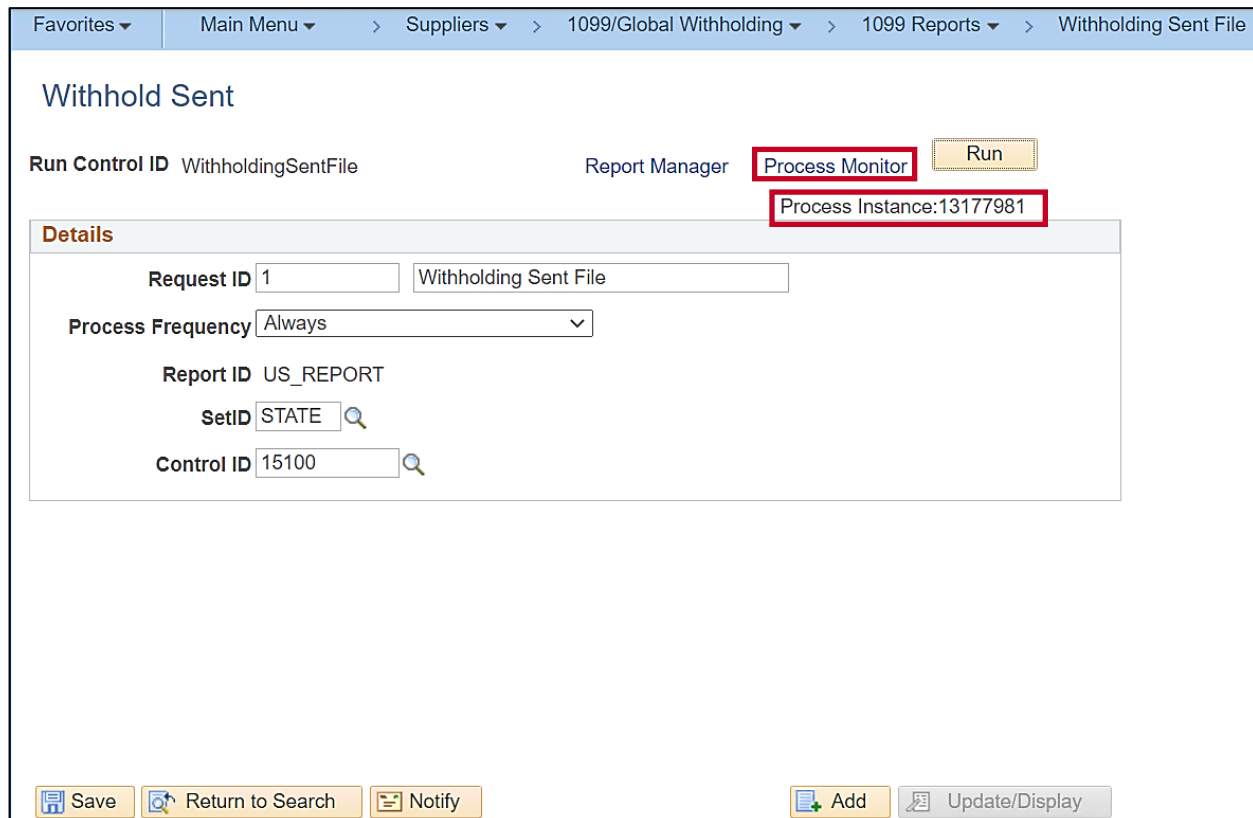 Favorites Main Menu > Suppliers > 1099/Global Withholding > 1099 Reports > Withholding Sent File
Withhold Sent
Run Control ID WithholdingSentFile Report Manager Process Monitor Run
Process Instance:13177981
Details
Request ID 1 Withholding Sent File
Process Frequency Always
Report ID US_REPORT
SetID STATE
Control ID 15100
Save Return to Search Notify Add Update/Display